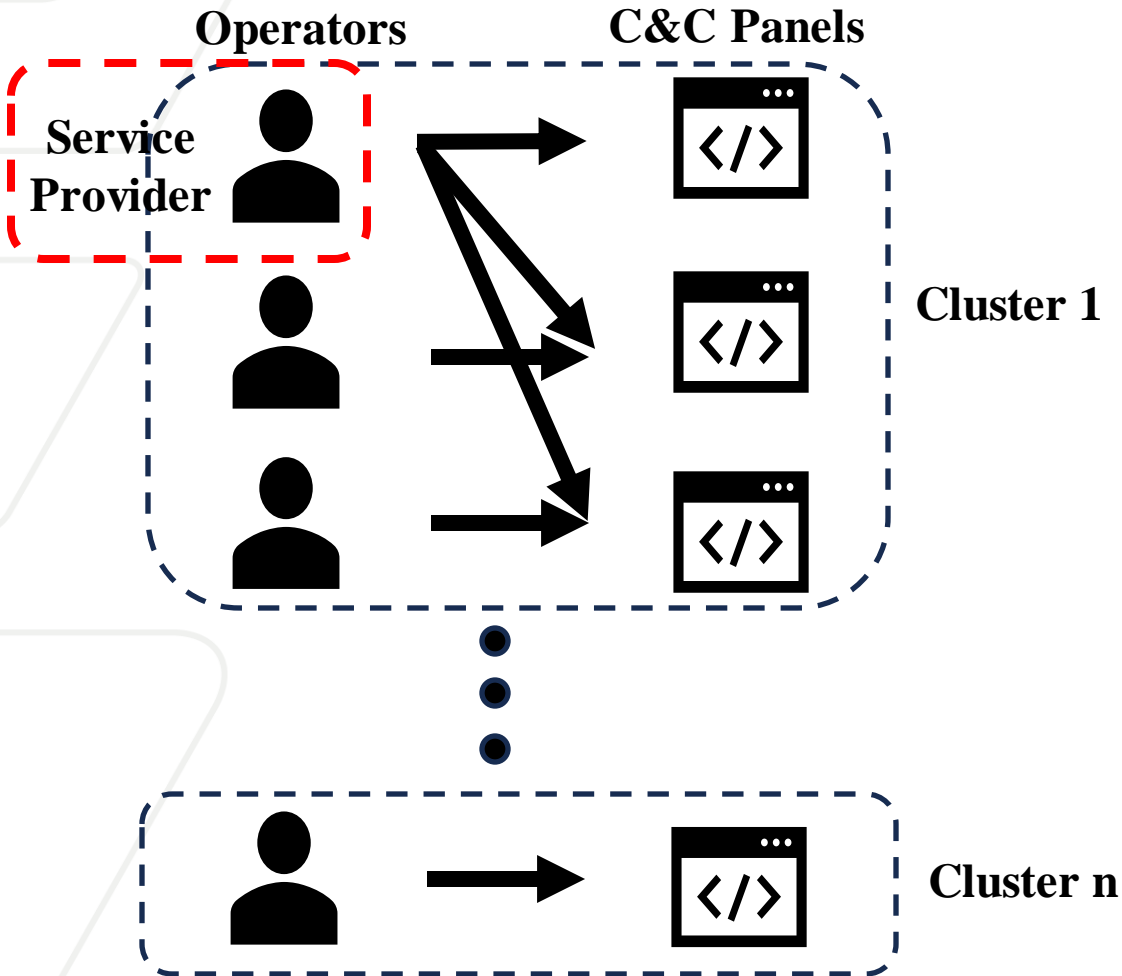 Operators
C&C Panels
Service
Provider
</>
</>
Cluster 1
</>
</>
Cluster n